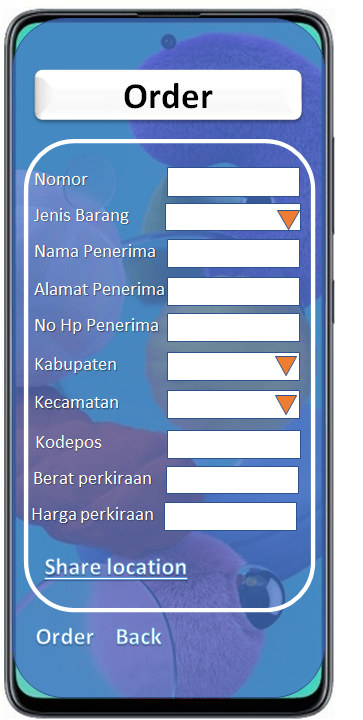 Order
Nomor
Jenis Barang
Nama Penerima
Alamat Penerima
No Hp Penerima
Kabupaten
Kecamatan
Kodepos
Berat perkiraan
Harga perkiraan
Share location
Order Back